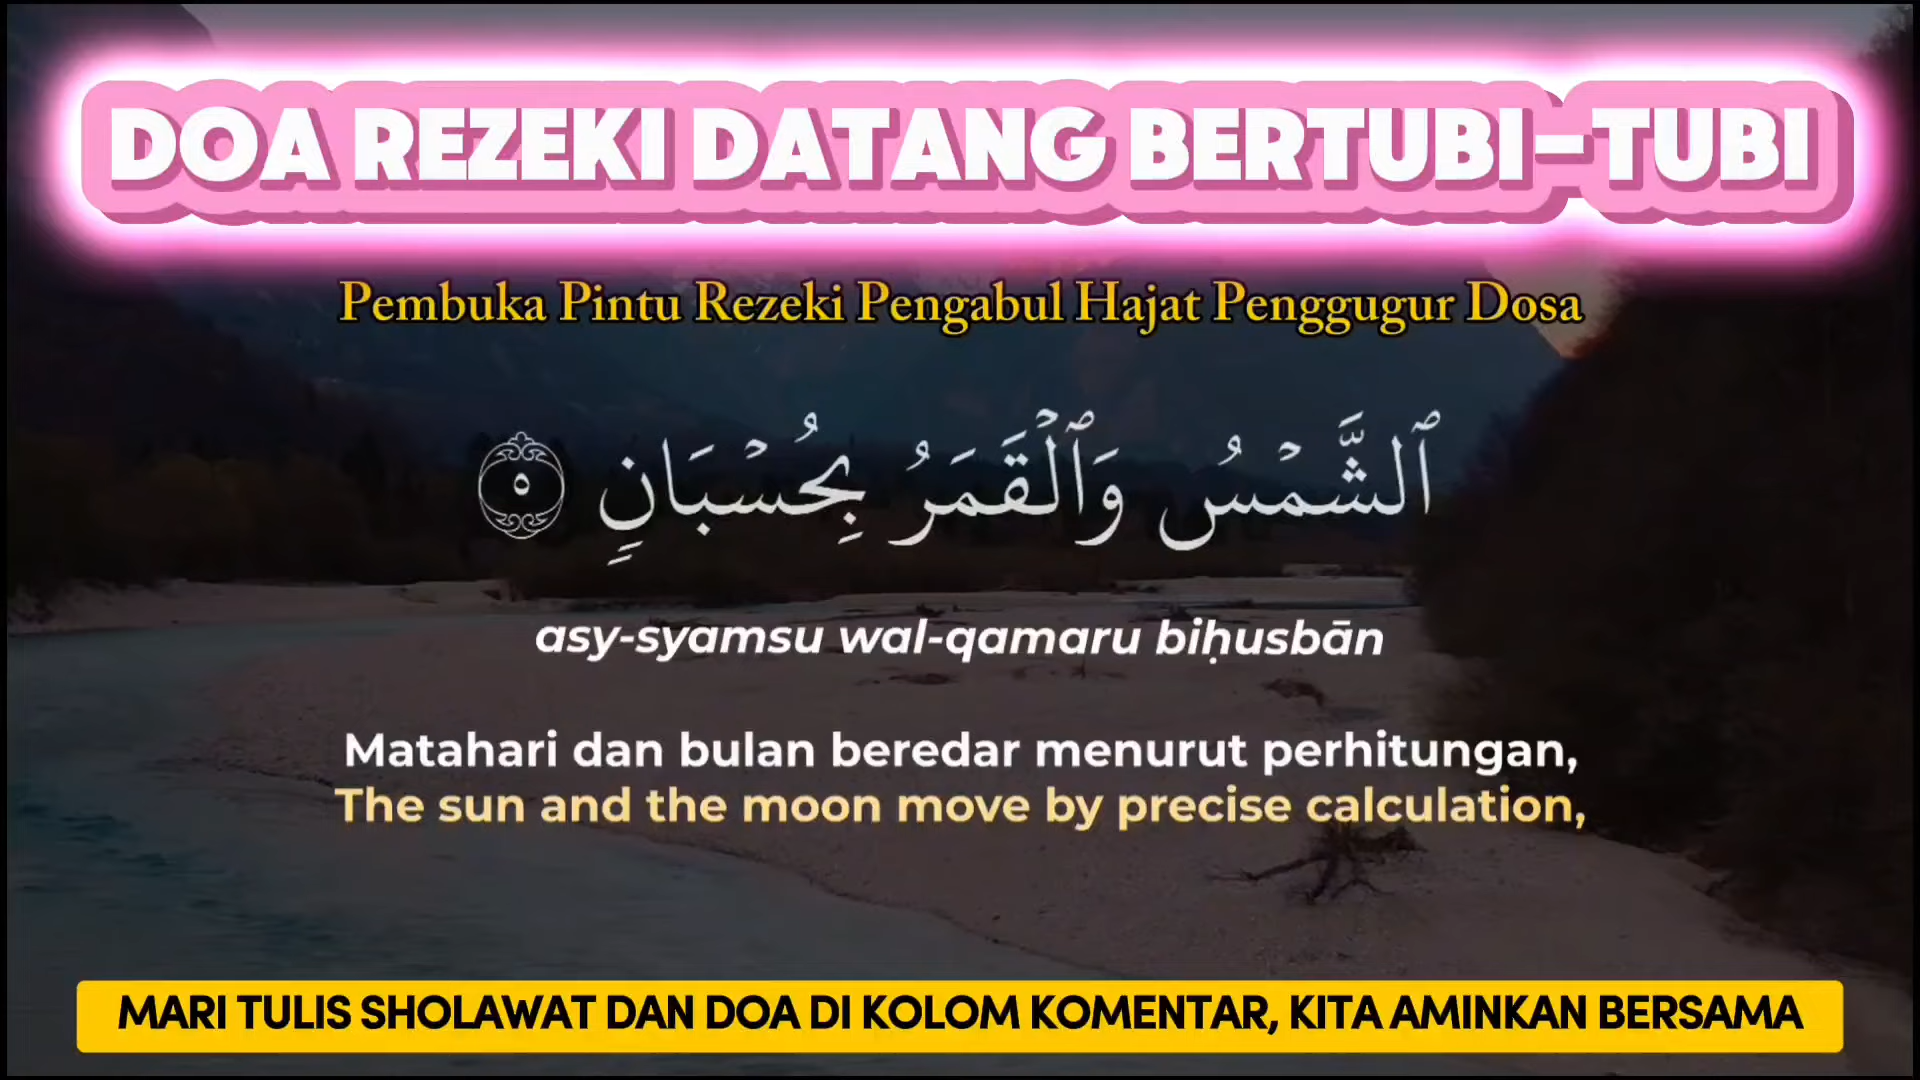 DOA REZEKI DATANG BERTUBI-TUBI
Pembuka Pintu Rezeki Pengabul Hajat Penggugur Dosa
ٱلشَّمۡسُ وَٱلۡقَمَرُ بِحُسۡبَانٖ ٥
asy-syamsu wal-qamaru biḥusbān
Matahari dan bulan beredar menurut perhitungan,
The sun and the moon move by precise calculation,
MARI TULIS SHOLAWAT DAN DOA DI KOLOM KOMENTAR, KITA AMINKAN BERSAMA